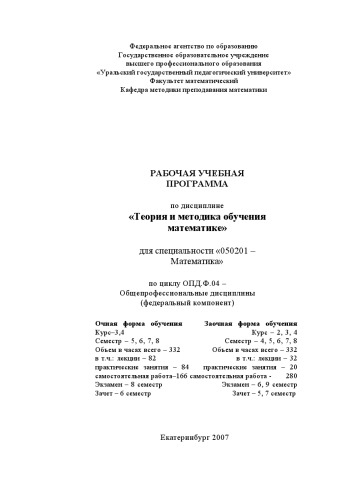 Федеральное агентство по образованию
Государственное образовательное учреждение
высшего профессионального образования
«Уральский государственный педагогический университет»
Факультет математический
Кафедра методики преподавания математики
РАБОЧАЯ УЧЕБНАЯ
ПРОГРАММА
по дисциплине
«Теория и методика обучения
математике»
для специальности «050201 –
Математика»
по циклу ОПД.Ф.04 –
Общепрофессиональные дисциплины
(федеральный компонент)
Очная форма обучения Заочная форма обучения
Курс–3,4 Курс – 2, 3, 4
Семестр – 5, 6, 7, 8 Семестр – 4, 5, 6, 7, 8
Объем в часах всего – 332 Объем в часах всего – 332
в т.ч.: лекции – 82 в т.ч.: лекции – 32
практические занятия – 84 практические занятия – 20
самостоятельная работа–166 самостоятельная работа - 280
Экзамен – 8 семестр Экзамен – 6, 9 семестр
Зачет – 6 семестр Зачет – 5, 7 семестр
Екатеринбург 2007